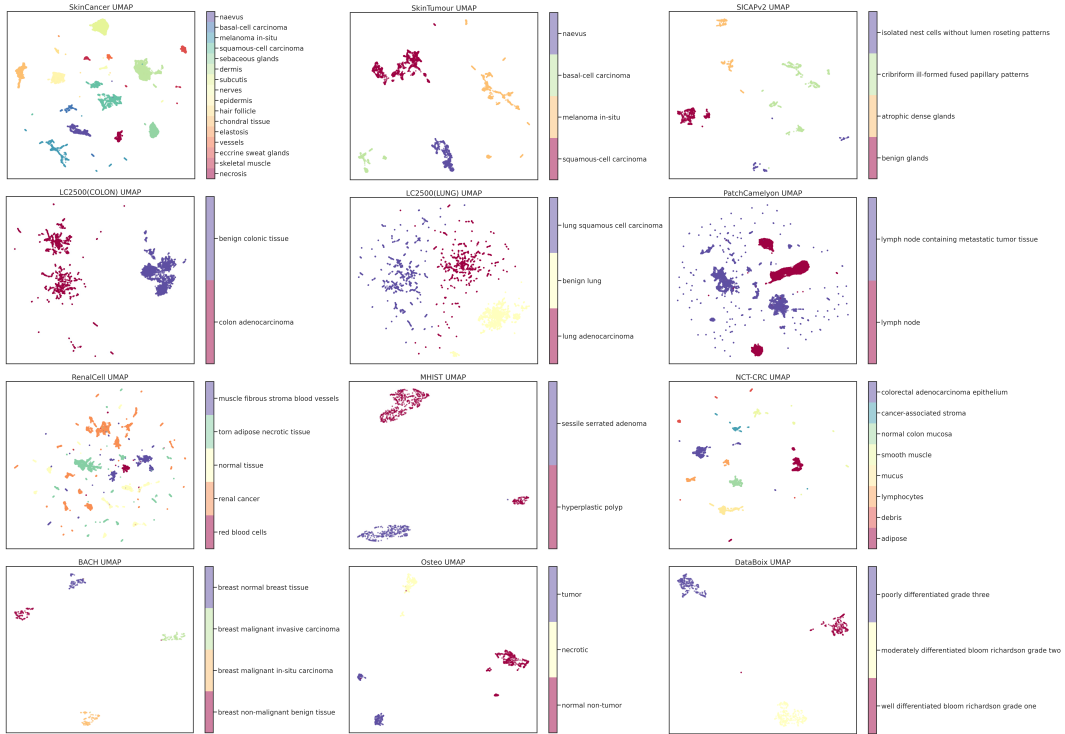 SkinCancer UMAP
naevus
basal-cell carcinoma
melanoma in-situ
squamous-cell carcinoma
sebaceous glands
dermis
subcutis
nerves
epidermis
hair follicle
chondral tissue
elastosis
vessels
eccrine sweat glands
skeletal muscle
necrosis
SkinTumour UMAP
naevus
basal-cell carcinoma
melanoma in-situ
squamous-cell carcinoma
SICAPv2 UMAP
isolated nest cells without lumen roseting patterns
cribriform ill-formed fused papillary patterns
atrophic dense glands
benign glands
LC2500(COLON) UMAP
benign colonic tissue
colon adenocarcinoma
LC2500(LUNG) UMAP
lung squamous cell carcinoma
benign lung
lung adenocarcinoma
PatchCamelyon UMAP
lymph node containing metastatic tumor tissue
lymph node
RenalCell UMAP
muscle fibrous stroma blood vessels
torn adipose necrotic tissue
normal tissue
renal cancer
red blood cells
MHIST UMAP
sessile serrated adenoma
hyperplastic polyp
NCT-CRC UMAP
colorectal adenocarcinoma epithelium
cancer-associated stroma
normal colon mucosa
smooth muscle
mucus
lymphocytes
debris
adipose
BACH UMAP
breast normal breast tissue
breast malignant invasive carcinoma
breast malignant in-situ carcinoma
breast non-malignant benign tissue
Osteo UMAP
tumor
necrotic
normal non-tumor
DataBoix UMAP
poorly differentiated grade three
moderately differentiated bloom richardson grade two
well differentiated bloom richardson grade one